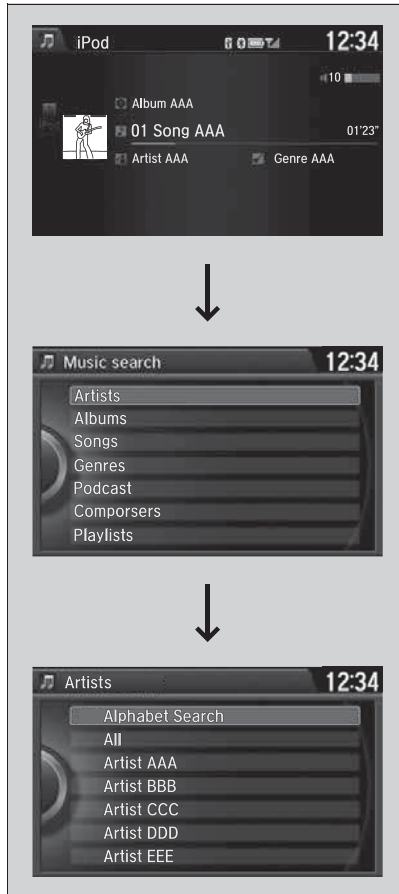 iPod 12:34
10
Album AAA
01 Song AAA 01'23"
Artist AAA Genre AAA
Music search 12:34
Artists
Albums
Songs
Genres
Podcast
Comporsers
Playlists
Artists 12:34
Alphabet Search
All
Artist AAA
Artist BBB
Artist CCC
Artist DDD
Artist EEE